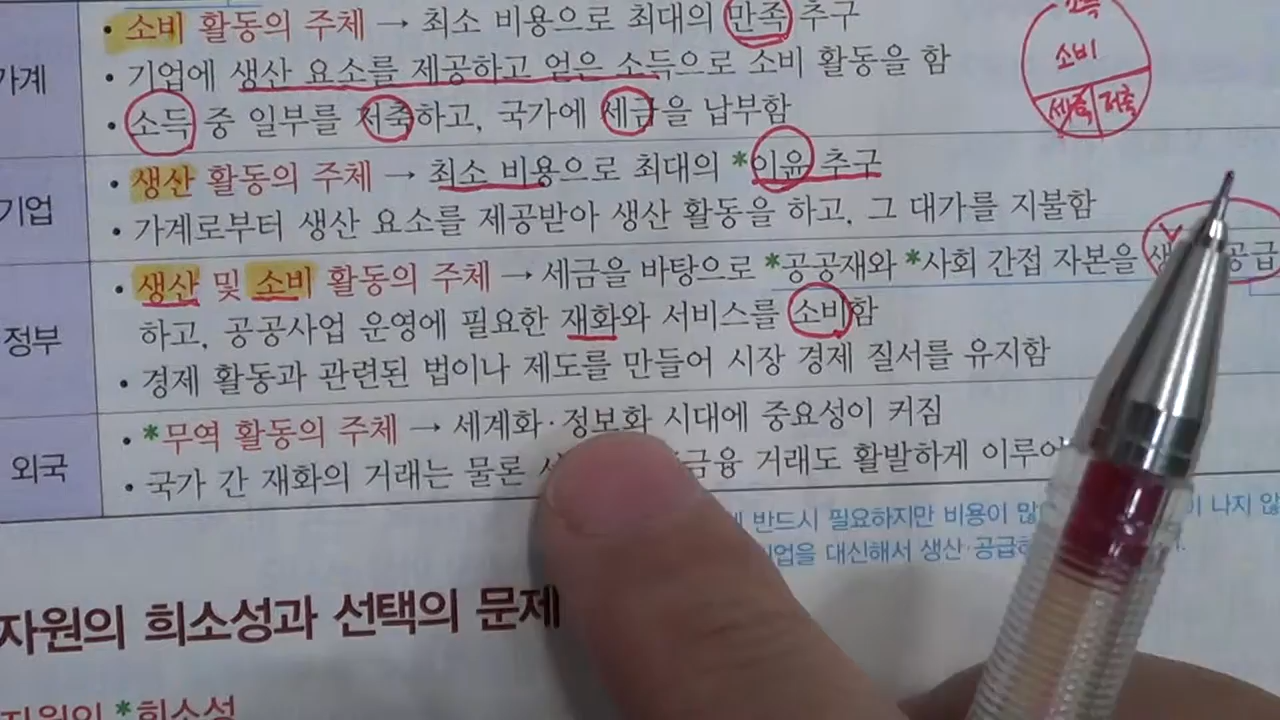 가계
• 소비 활동의 주체 → 최소 비용으로 최대의 만족 추구
• 기업에 생산 요소를 제공하고 얻은 소득으로 소비 활동을 함
• 소득 중 일부를 저축하고, 국가에 세금을 납부함
소득
소비
세금 저축
기업
• 생산 활동의 주체 → 최소 비용으로 최대의 *이윤 추구
• 가계로부터 생산 요소를 제공받아 생산 활동을 하고, 그 대가를 지불함
정부
• 생산 및 소비 활동의 주체 → 세금을 바탕으로 *공공재와 *사회 간접 자본을 공급
하고, 공공사업 운영에 필요한 재화와 서비스를 소비함
• 경제 활동과 관련된 법이나 제도를 만들어 시장 경제 질서를 유지함
외국
• *무역 활동의 주체 → 세계화·정보화 시대에 중요성이 커짐
• 국가 간 재화의 거래는 물론 금융 거래도 활발하게
반드시 필요하지만 비용이 나지
대신해서 생산·
자원의 희소성과 선택의 문제
자원의 *희소성